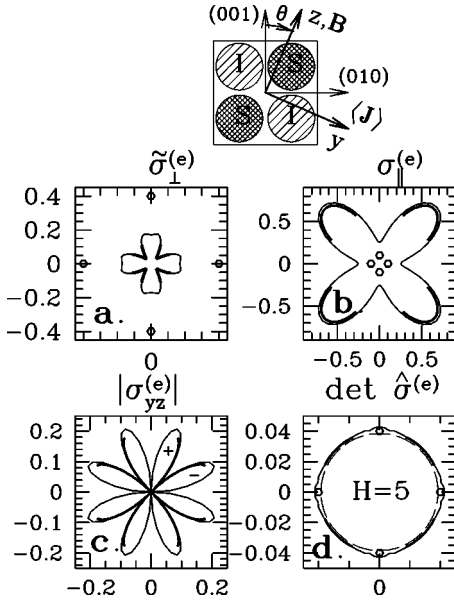 (001) θ z,B
I S
(010)
S I ⟨J⟩
y
σ̃⊥(e) σ∥(e)
0.4
0.2
0
−0.2
−0.4
a.
0
0.5
0
−0.5
b
−0.5 0 0.5
|σyz(e)| det σ̂(e)
0.2
0.1
0
−0.1
−0.2
+
−
c.
−0.2 0 0.2
0.04
0.02
0
−0.02
−0.04
H=5
d.
0